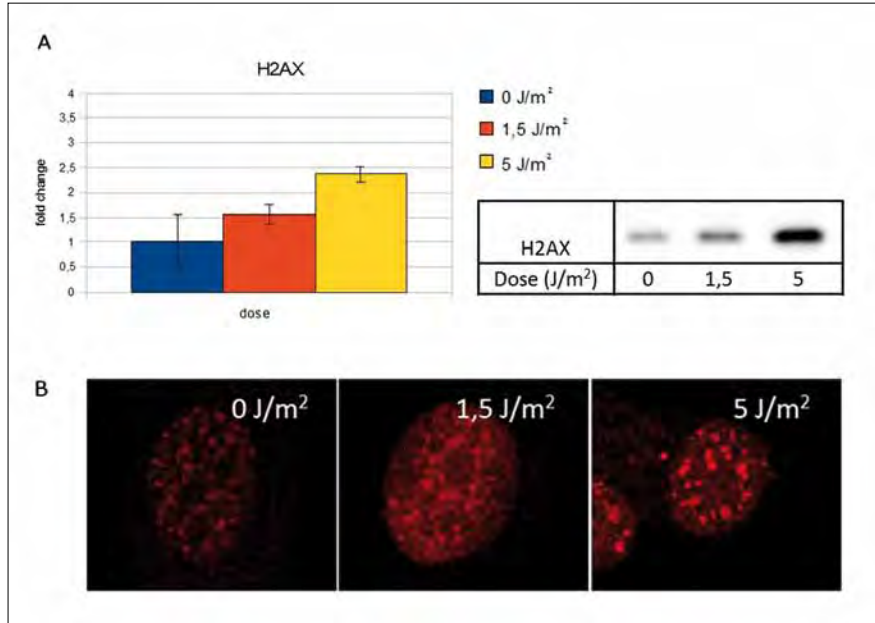 A
H2AX
4
3,5
3
2,5
2
1,5
1
0,5
0
fold change
dose
0 J/m²
1,5 J/m²
5 J/m²
H2AX
Dose (J/m²) 0 1,5 5
B
0 J/m² 1,5 J/m² 5 J/m²